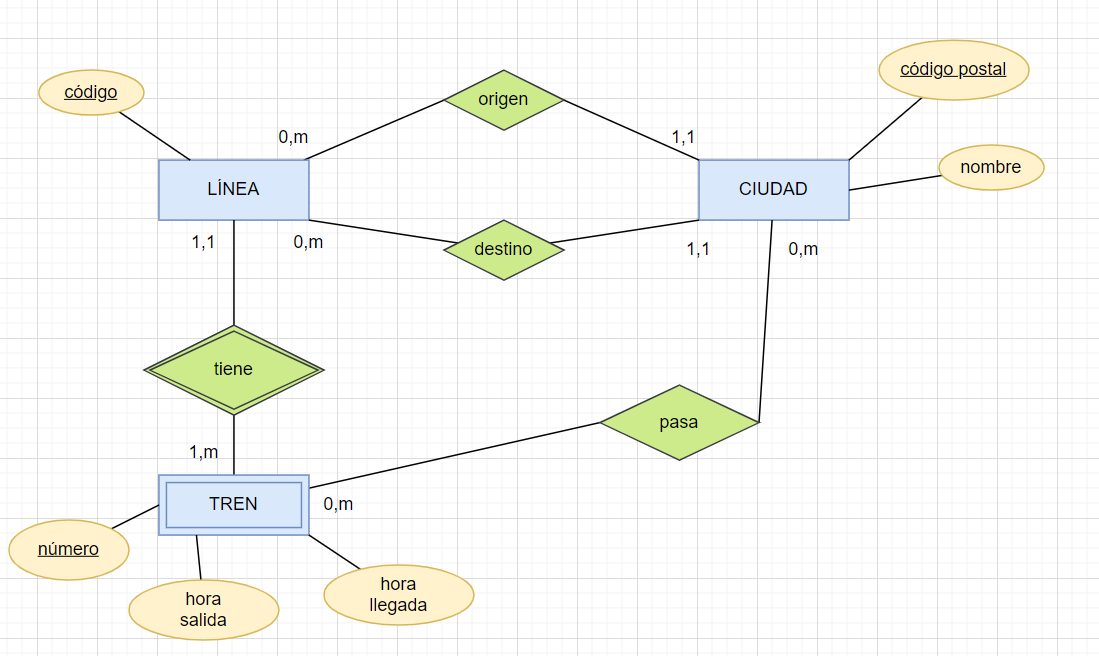 código postal
código
origen
0,m
1,1
nombre
LÍNEA
CIUDAD
1,1
0,m
destino
1,1
0,m
tiene
pasa
1,m
TREN
0,m
número
hora
salida
hora
llegada